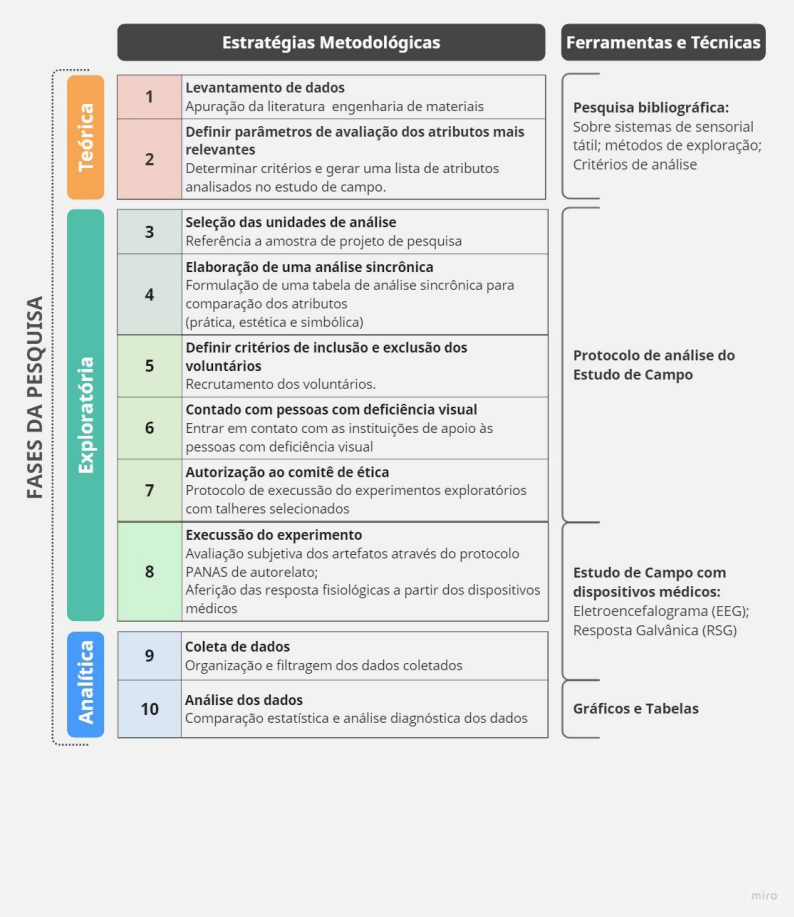 Estratégias Metodológicas
Ferramentas e Técnicas
FASES DA PESQUISA
Teórica
1
Levantamento de dados
Apuração da literatura engenharia de materiais
2
Definir parâmetros de avaliação dos atributos mais
relevantes
Determinar critérios e gerar uma lista de atributos
analisados no estudo de campo.
Pesquisa bibliográfica:
Sobre sistemas de sensorial
tátil; métodos de exploração;
Critérios de análise
Exploratória
3
Seleção das unidades de análise
Referência a amostra de projeto de pesquisa
4
Elaboração de uma análise sincrônica
Formulação de uma tabela de análise sincrônica para
comparação dos atributos
(prática, estética e simbólica)
5
Definir critérios de inclusão e exclusão dos
voluntários
Recrutamento dos voluntários.
6
Contado com pessoas com deficiência visual
Entrar em contato com as instituições de apoio às
pessoas com deficiência visual
7
Autorização ao comitê de ética
Protocolo de execussão do experimentos exploratórios
com talheres selecionados
Protocolo de análise do
Estudo de Campo
8
Execussão do experimento
Avaliação subjetiva dos artefatos através do protocolo
PANAS de autorelato;
Aferição das resposta fisiológicas a partir dos dispositivos
médicos
Estudo de Campo com
dispositivos médicos:
Eletroencefalograma (EEG);
Resposta Galvânica (RSG)
Analítica
9
Coleta de dados
Organização e filtragem dos dados coletados
10
Análise dos dados
Comparação estatística e análise diagnóstica dos dados
Gráficos e Tabelas
miro